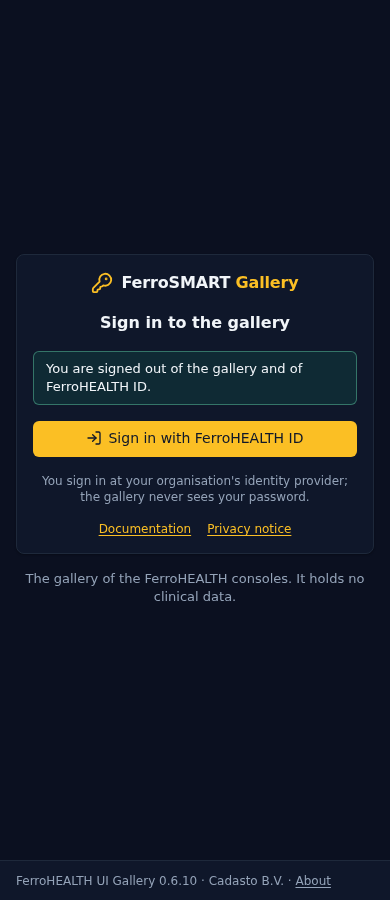 FerroSMART Gallery
Sign in to the gallery
You are signed out of the gallery and of
FerroHEALTH ID.
Sign in with FerroHEALTH ID
You sign in at your organisation's identity provider;
the gallery never sees your password.
Documentation Privacy notice
The gallery of the FerroHEALTH consoles. It holds no
clinical data.
FerroHEALTH UI Gallery 0.6.10 · Cadasto B.V. · About